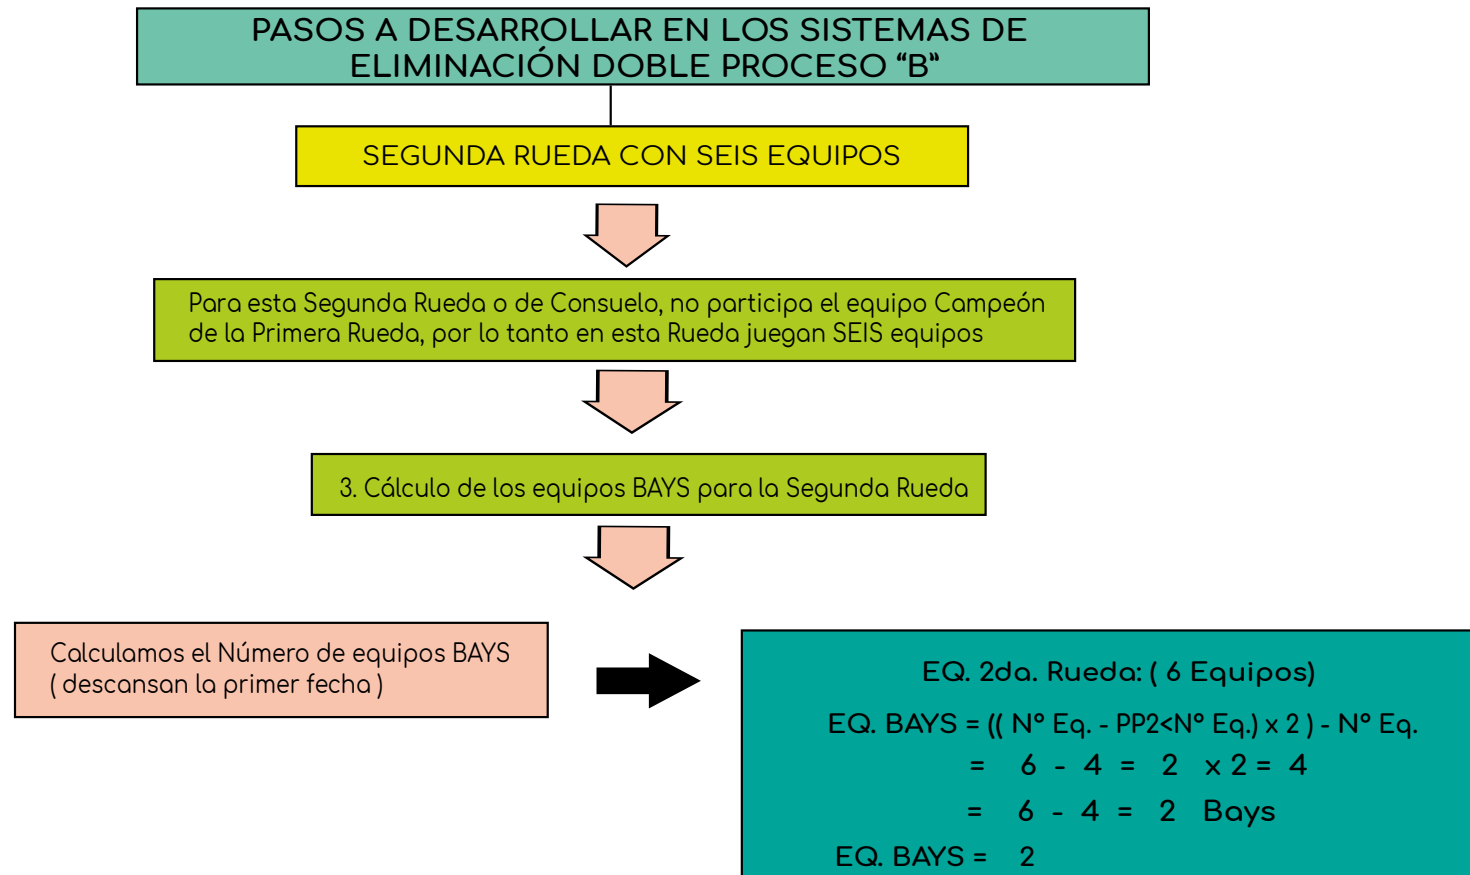 PASOS A DESARROLLAR EN LOS SISTEMAS DE
ELIMINACIÓN DOBLE PROCESO “B”
SEGUNDA RUEDA CON SEIS EQUIPOS
Para esta Segunda Rueda o de Consuelo, no participa el equipo Campeón
de la Primera Rueda, por lo tanto en esta Rueda juegan SEIS equipos
3. Cálculo de los equipos BAYS para la Segunda Rueda
Calculamos el Número de equipos BAYS
( descansan la primer fecha )
EQ. 2da. Rueda: ( 6 Equipos)
EQ. BAYS = (( Nº Eq. - PP2<Nº Eq.) x 2 ) - Nº Eq.
= 6 - 4 = 2 x 2 = 4
= 6 - 4 = 2 Bays
EQ. BAYS = 2